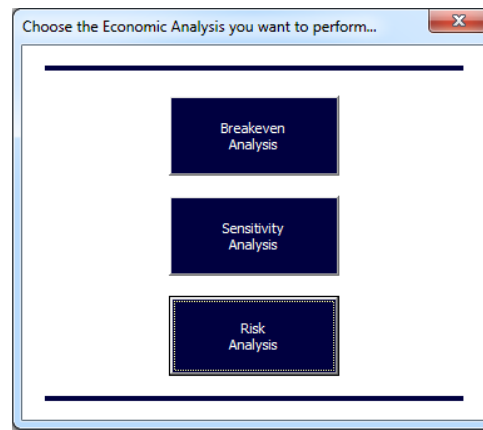 Choose the Economic Analysis you want to perform...
Breakeven
Analysis
Sensitivity
Analysis
Risk
Analysis